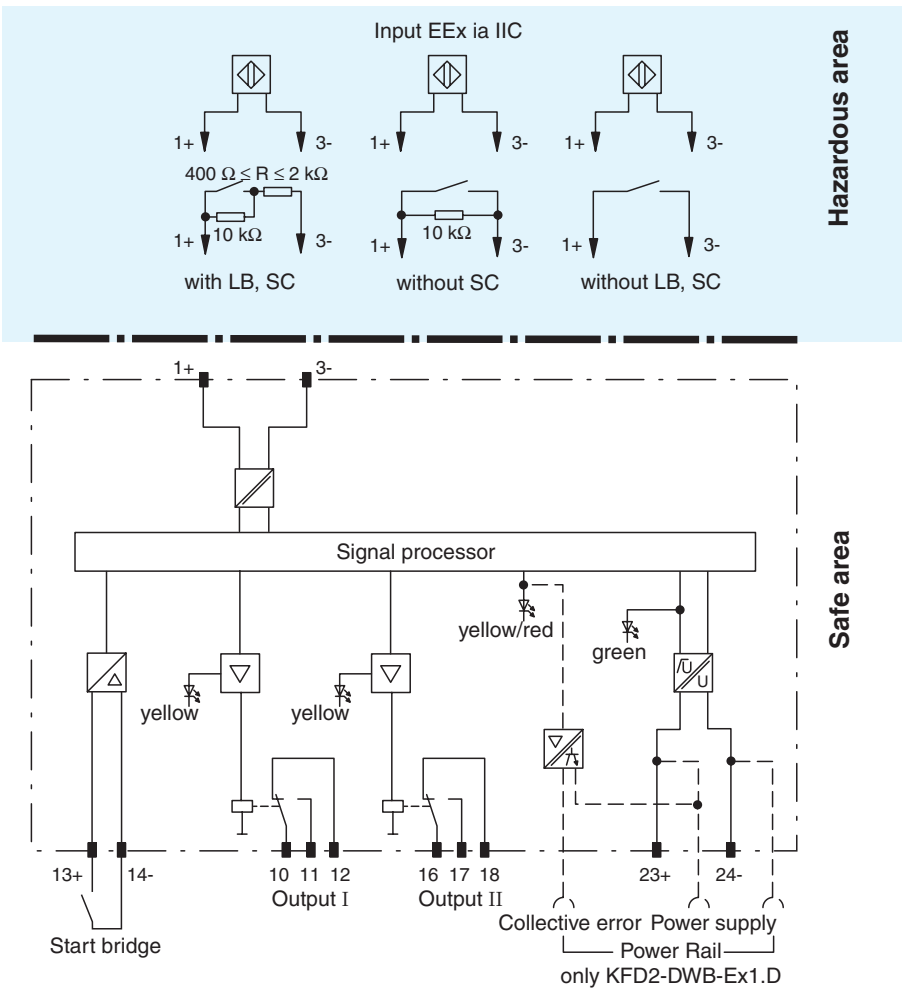 Input EEx ia IIC
Hazardous area
1+ 3- 1+ 3- 1+ 3-
400 Ω ≤ R ≤ 2 kΩ
10 kΩ 10 kΩ
1+ 3- 1+ 3- 1+ 3-
with LB, SC without SC without LB, SC
1+ 3-
Safe area
Signal processor
yellow/red
green
U
U
yellow yellow
13+ 14- 10 11 12 16 17 18 23+ 24-
Output I Output II
Start bridge
Collective error Power supply
Power Rail
only KFD2-DWB-Ex1.D